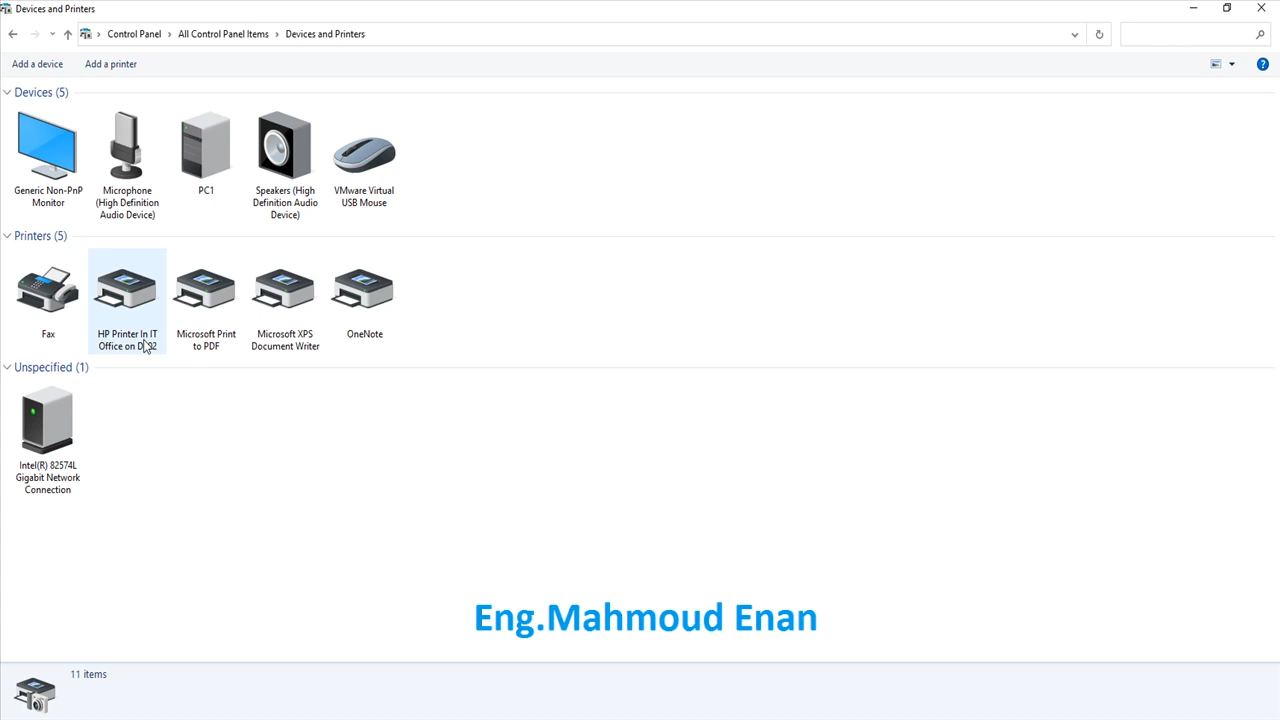 Devices and Printers
Control Panel > All Control Panel Items > Devices and Printers
Add a device Add a printer
Devices (5)
Generic Non-PnP
Monitor
Microphone
(High Definition
Audio Device)
PC1
Speakers (High
Definition Audio
Device)
VMware Virtual
USB Mouse
Printers (5)
Fax
HP Printer In IT
Office on
Microsoft Print
to PDF
Microsoft XPS
Document Writer
OneNote
Unspecified (1)
Intel(R) 82574L
Gigabit Network
Connection
Eng.Mahmoud Enan
11 items